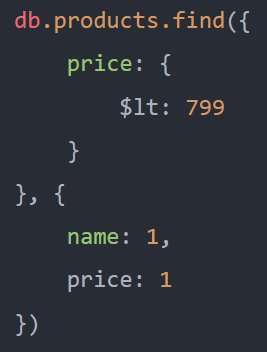 db.products.find({
    price: {
        $lt: 799
    }
}, {
    name: 1,
    price: 1
})